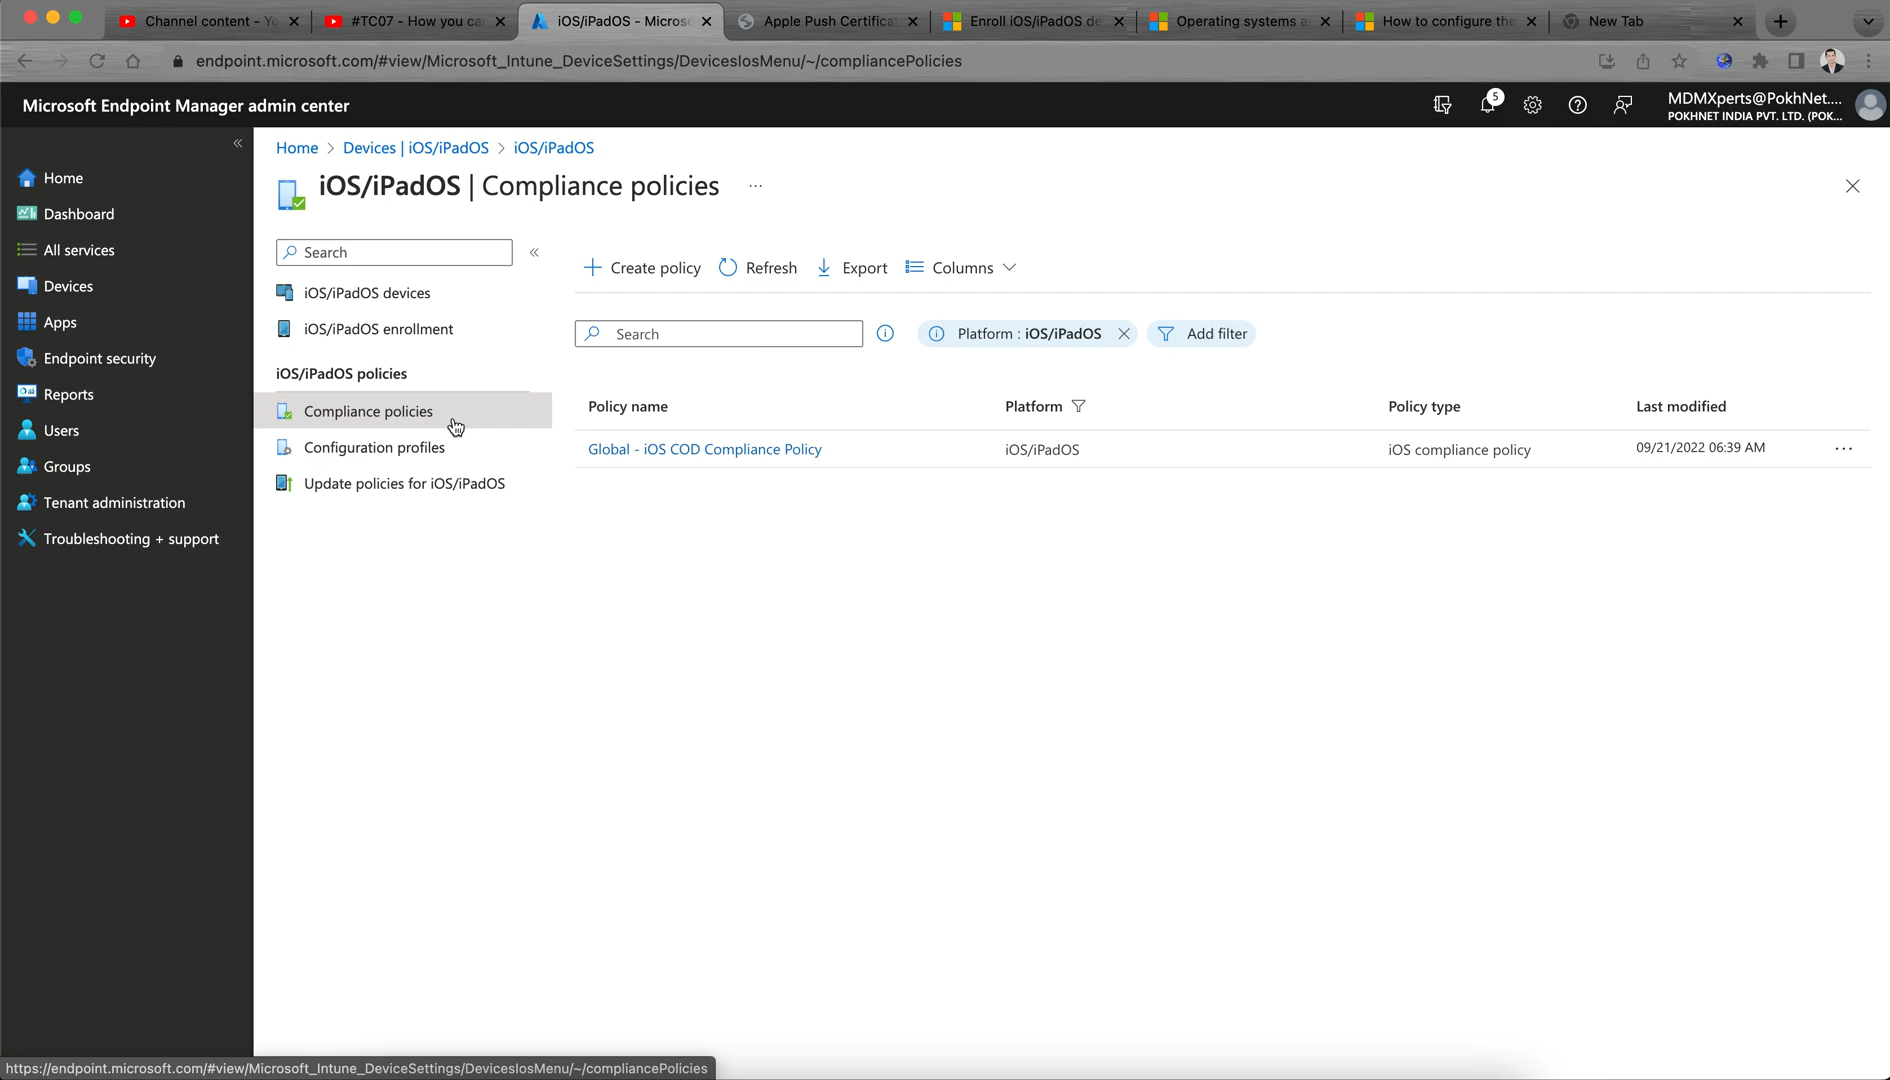 Channel content - Yo
#TC07 - How you ca
iOS/iPadOS - Micros
Apple Push Certifica
Enroll iOS/iPadOS de
Operating systems a
How to configure the
New Tab
endpoint.microsoft.com/#view/Microsoft_Intune_DeviceSettings/DevicesIosMenu/~/compliancePolicies
Microsoft Endpoint Manager admin center
5
MDMXperts@PokhNet....
POKHNET INDIA PVT. LTD. (POK...
Home
Dashboard
All services
Devices
Apps
Endpoint security
Reports
Users
Groups
Tenant administration
Troubleshooting + support
Home > Devices | iOS/iPadOS > iOS/iPadOS
iOS/iPadOS | Compliance policies ...
Search
iOS/iPadOS devices
iOS/iPadOS enrollment
iOS/iPadOS policies
Compliance policies
Configuration profiles
Update policies for iOS/iPadOS
Create policy Refresh Export Columns
Search Platform : iOS/iPadOS Add filter
Policy name Platform Policy type Last modified
Global - iOS COD Compliance Policy iOS/iPadOS iOS compliance policy 09/21/2022 06:39 AM ...
https://endpoint.microsoft.com/#view/Microsoft_Intune_DeviceSettings/DevicesIosMenu/~/compliancePolicies